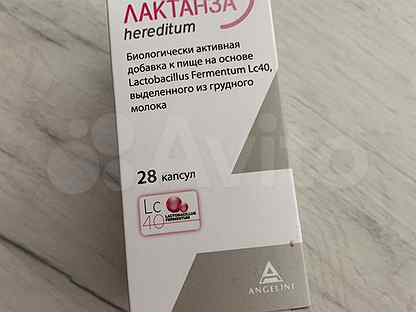 ЛАКТАНЗА
hereditum
Биологически активная
добавка к пище на основе
Lactobacillus Fermentum Lc40,
выделенного из грудного
молока
28 капсул
Lc
40
LACTOBACILLUS
FERMENTUM
ANGELINI
Avito